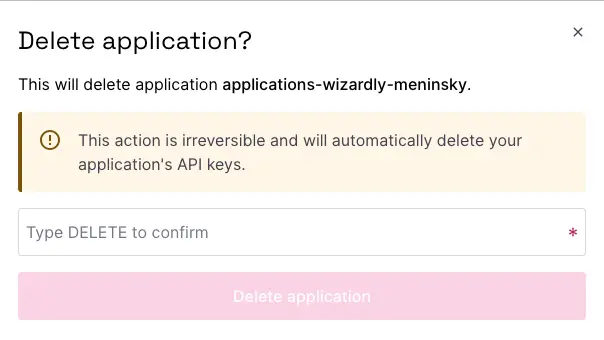 Delete application?
This will delete application applications-wizardly-meninsky.
This action is irreversible and will automatically delete your
application's API keys.
Type DELETE to confirm *
Delete application